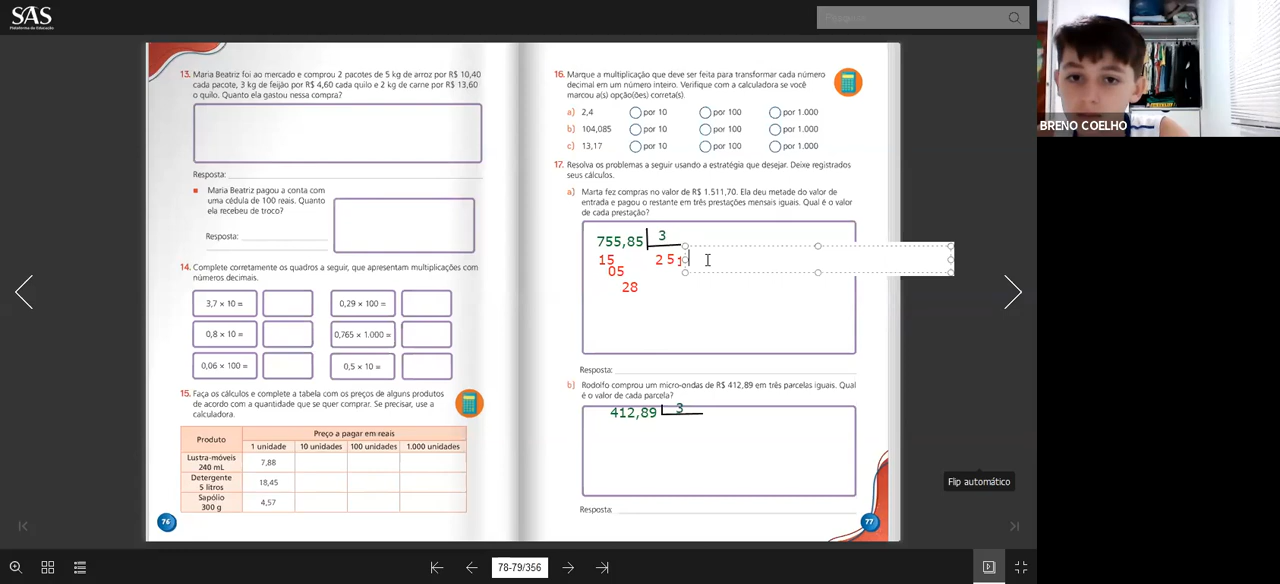 SAS
Plataforma de Educação
BRENO COELHO
13. Maria Beatriz foi ao mercado e comprou 2 pacotes de 5 kg de arroz por R$ 10,40
cada pacote, 3 kg de feijão por R$ 4,60 cada quilo e 2 kg de carne por R$ 13,60
o quilo. Quanto ela gastou nessa compra?
Resposta:
Maria Beatriz pagou a conta com
uma cédula de 100 reais. Quanto
ela recebeu de troco?
Resposta:
14. Complete corretamente os quadros a seguir, que apresentam multiplicações com
números decimais.
3,7 × 10 =
0,29 × 100 =
0,8 × 10 =
0,765 × 1.000 =
0,06 × 100 =
0,5 × 10 =
15. Faça os cálculos e complete a tabela com os preços de alguns produtos
de acordo com a quantidade que se quer comprar. Se precisar, use a
calculadora.
Produto
Preço a pagar em reais
1 unidade 10 unidades 100 unidades 1.000 unidades
Lustra-móveis
240 mL
7,88
Detergente
5 litros
18,45
Sapólio
300 g
4,57
76
16. Marque a multiplicação que deve ser feita para transformar cada número
decimal em um número inteiro. Verifique com a calculadora se você
marcou a(s) opção(ões) correta(s).
a) 2,4 por 10 por 100 por 1.000
b) 104,085 por 10 por 100 por 1.000
c) 13,17 por 10 por 100 por 1.000
17. Resolva os problemas a seguir usando a estratégia que desejar. Deixe registrados
seus cálculos.
a) Marta fez compras no valor de R$ 1.511,70. Ela deu metade do valor de
entrada e pagou o restante em três prestações mensais iguais. Qual é o valor
de cada prestação?
755,85 3
15 2 5 1
05
28
Resposta:
b) Rodolfo comprou um micro-ondas de R$ 412,89 em três parcelas iguais. Qual
é o valor de cada parcela?
412,89 3
Resposta:
77
Flip automático
78-79/356